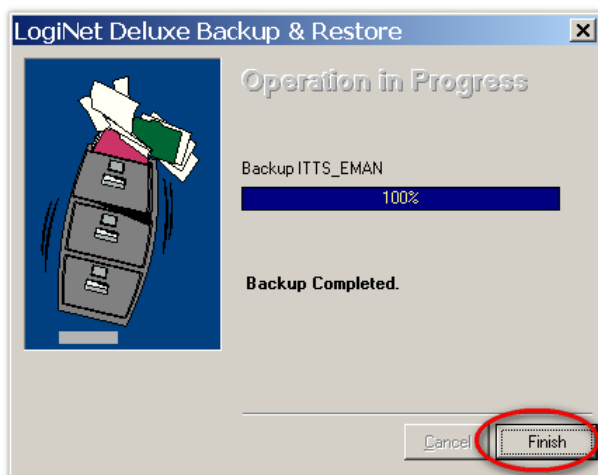 LogiNet Deluxe Backup & Restore
Operation in Progress
Backup ITTS_EMAN
100%
Backup Completed.
Cancel
Finish